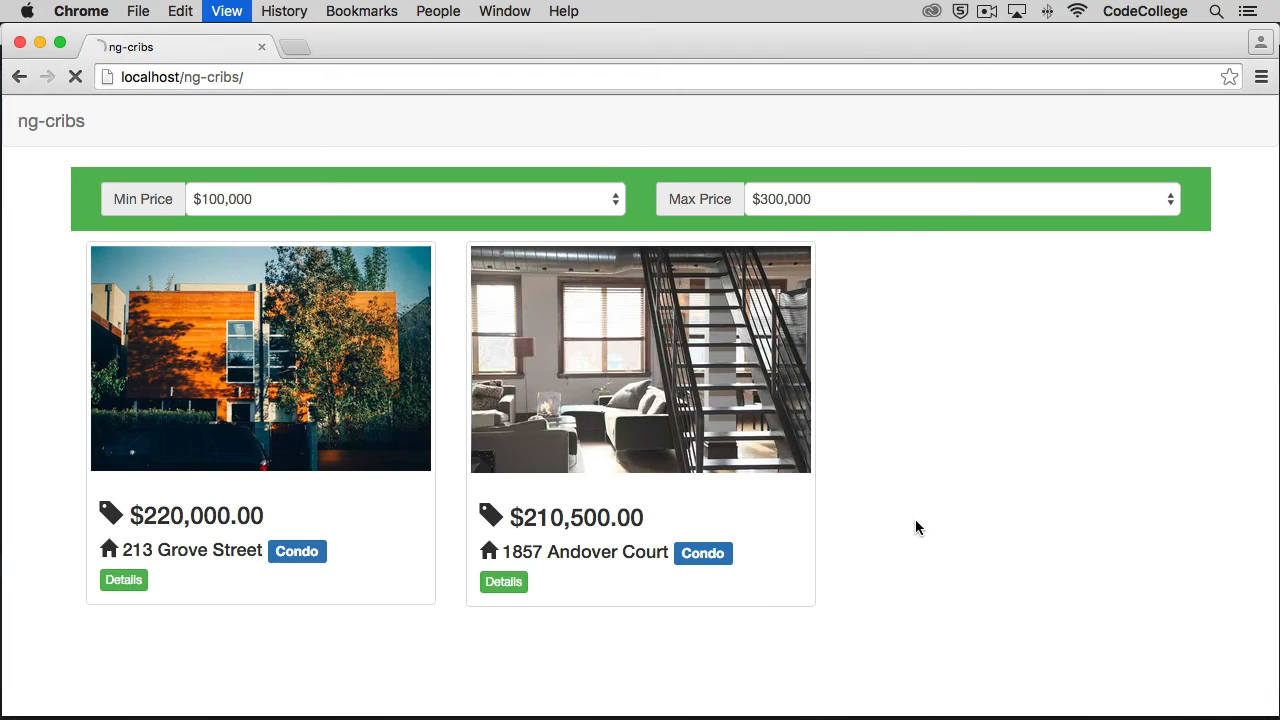 Chrome File Edit View History Bookmarks People Window Help CodeCollege
ng-cribs
localhost/ng-cribs/
ng-cribs
Min Price $100,000 Max Price $300,000
$220,000.00
213 Grove Street Condo
Details
$210,500.00
1857 Andover Court Condo
Details